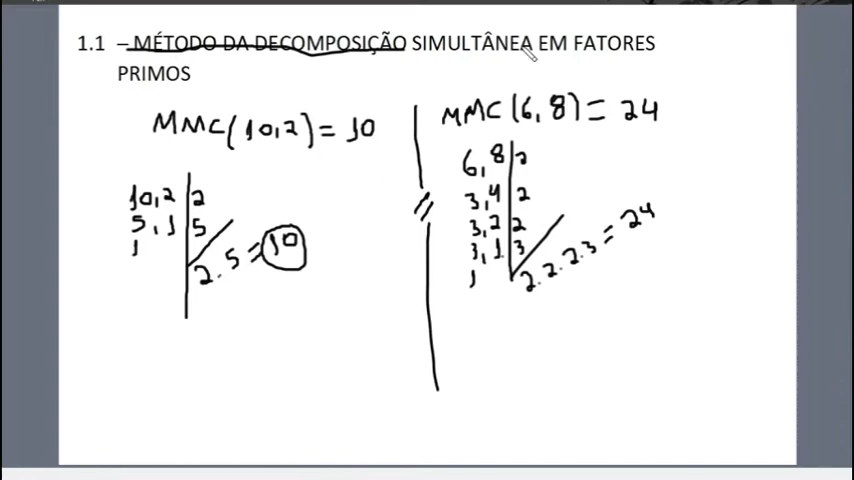 1.1 – MÉTODO DA DECOMPOSIÇÃO SIMULTÂNEA EM FATORES
PRIMOS
MMC(10,2) = 10
10,2 | 2
5,1 | 5
1
2.5 = 10
MMC(6,8) = 24
6,8 | 2
3,4 | 2
3,2 | 2
3,1 | 3
1
2.2.2.3 = 24